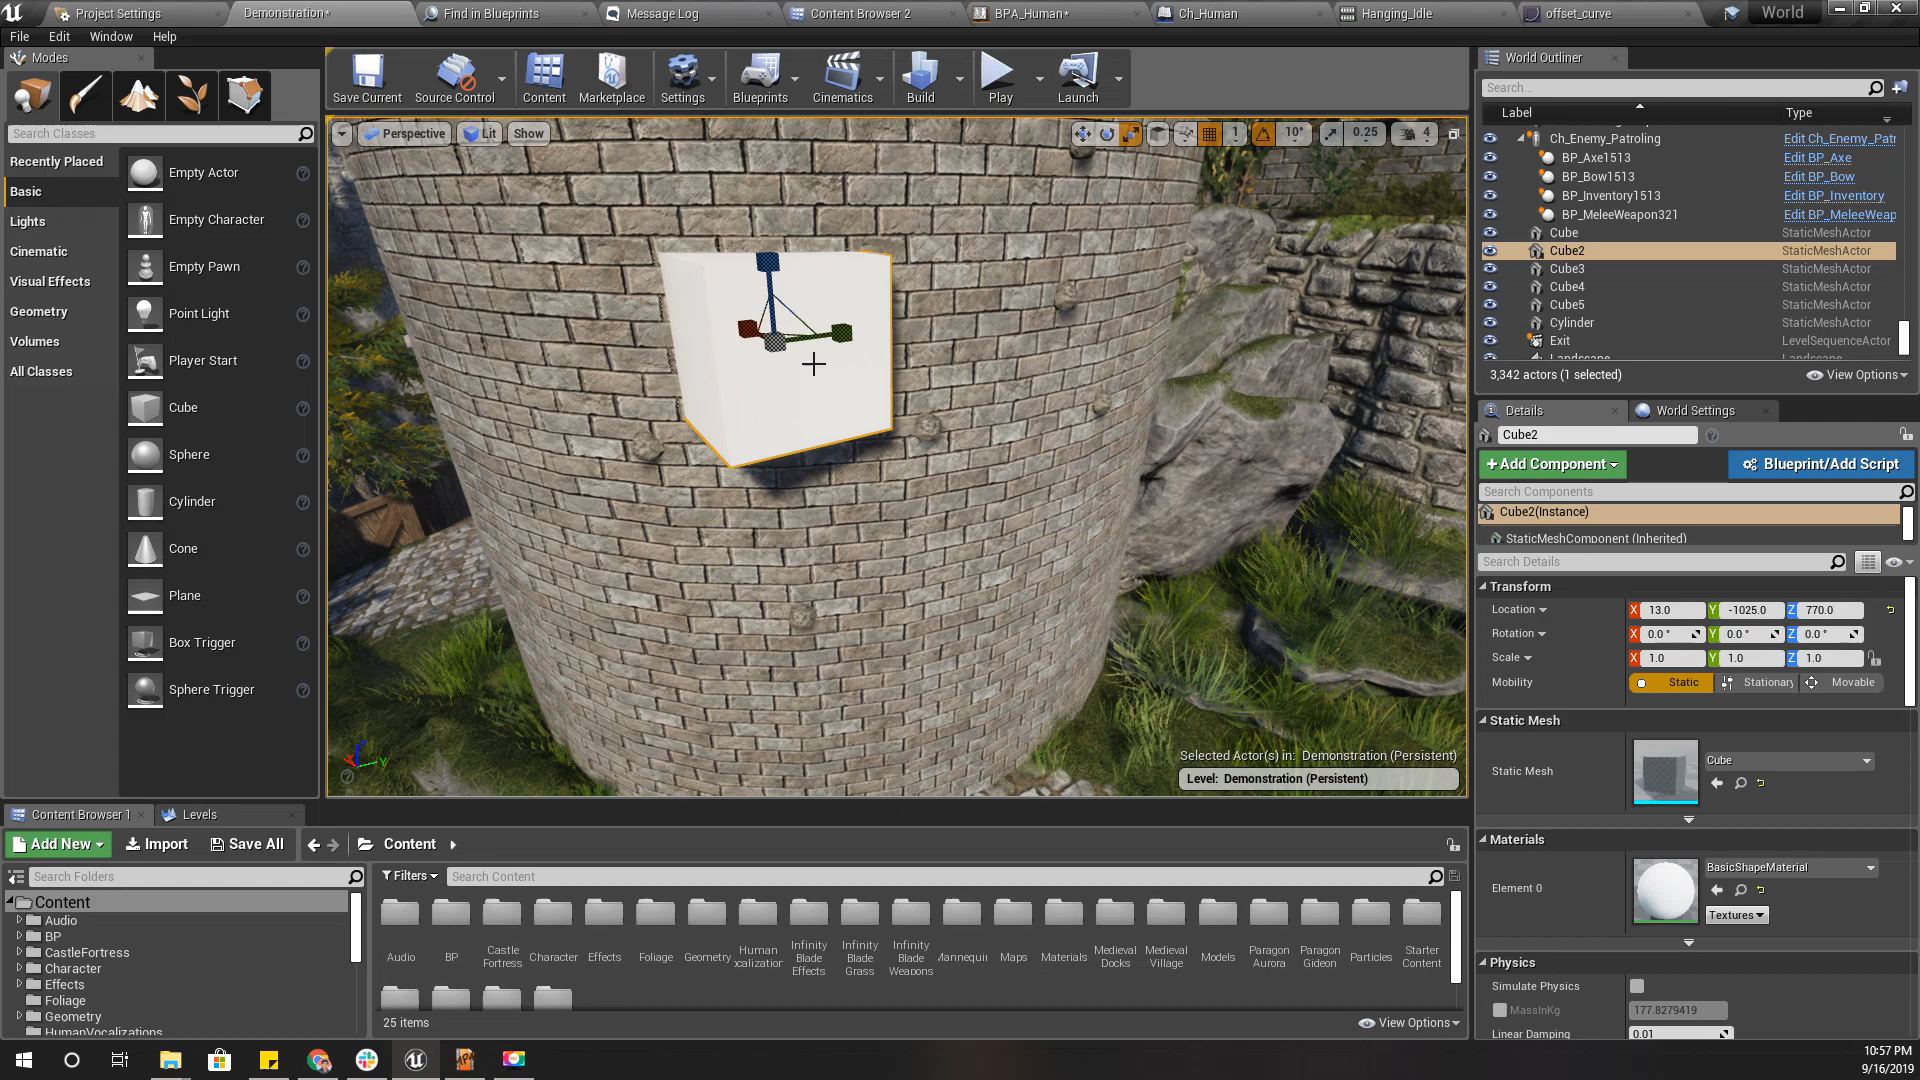 Project Settings
Demonstration*
Find in Blueprints
Message Log
Content Browser 2
BPA_Human*
Ch_Human
Hanging_Idle
offset_curve
World
File Edit Window Help
Modes
Search Classes
Recently Placed
Basic
Lights
Cinematic
Visual Effects
Geometry
Volumes
All Classes
Empty Actor
Empty Character
Empty Pawn
Point Light
Player Start
Cube
Sphere
Cylinder
Cone
Plane
Box Trigger
Sphere Trigger
Save Current
Source Control
Content
Marketplace
Settings
Blueprints
Cinematics
Build
Play
Launch
Perspective Lit Show
1 10° 0.25 4
Selected Actor(s) in: Demonstration (Persistent)
Level: Demonstration (Persistent)
World Outliner
Search...
Label Type
Ch_Enemy_Patroling Edit Ch_Enemy_Patr
BP_Axe1513 Edit BP_Axe
BP_Bow1513 Edit BP_Bow
BP_Inventory1513 Edit BP_Inventory
BP_MeleeWeapon321 Edit BP_MeleeWeap
Cube StaticMeshActor
Cube2 StaticMeshActor
Cube3 StaticMeshActor
Cube4 StaticMeshActor
Cube5 StaticMeshActor
Cylinder StaticMeshActor
Exit LevelSequenceActor
Landscape Landscape
3,342 actors (1 selected) View Options
Details
World Settings
Cube2
+Add Component
Blueprint/Add Script
Search Components
Cube2(Instance)
StaticMeshComponent (Inherited)
Search Details
Transform
Location X 13.0 Y -1025.0 Z 770.0
Rotation X 0.0 ° Y 0.0 ° Z 0.0 °
Scale X 1.0 Y 1.0 Z 1.0
Mobility Static Stationary Movable
Static Mesh
Static Mesh Cube
Materials
Element 0 BasicShapeMaterial
Textures
Physics
Simulate Physics
MassInKg 177.8279419
Linear Damping 0.01
Content Browser 1
Levels
Add New Import Save All Content
Search Folders
Filters Search Content
Content
Audio
BP
CastleFortress
Character
Effects
Foliage
Geometry
HumanVocalizations
Audio
BP
Castle
Fortress
Character
Effects
Foliage
Geometry
Human
ocalization
Infinity
Blade
Effects
Infinity
Blade
Grass
Infinity
Blade
Weapons
Mannequin
Maps
Materials
Medieval
Docks
Medieval
Village
Models
Paragon
Aurora
Paragon
Gideon
Particles
Starter
Content
25 items View Options
10:57 PM
9/16/2019